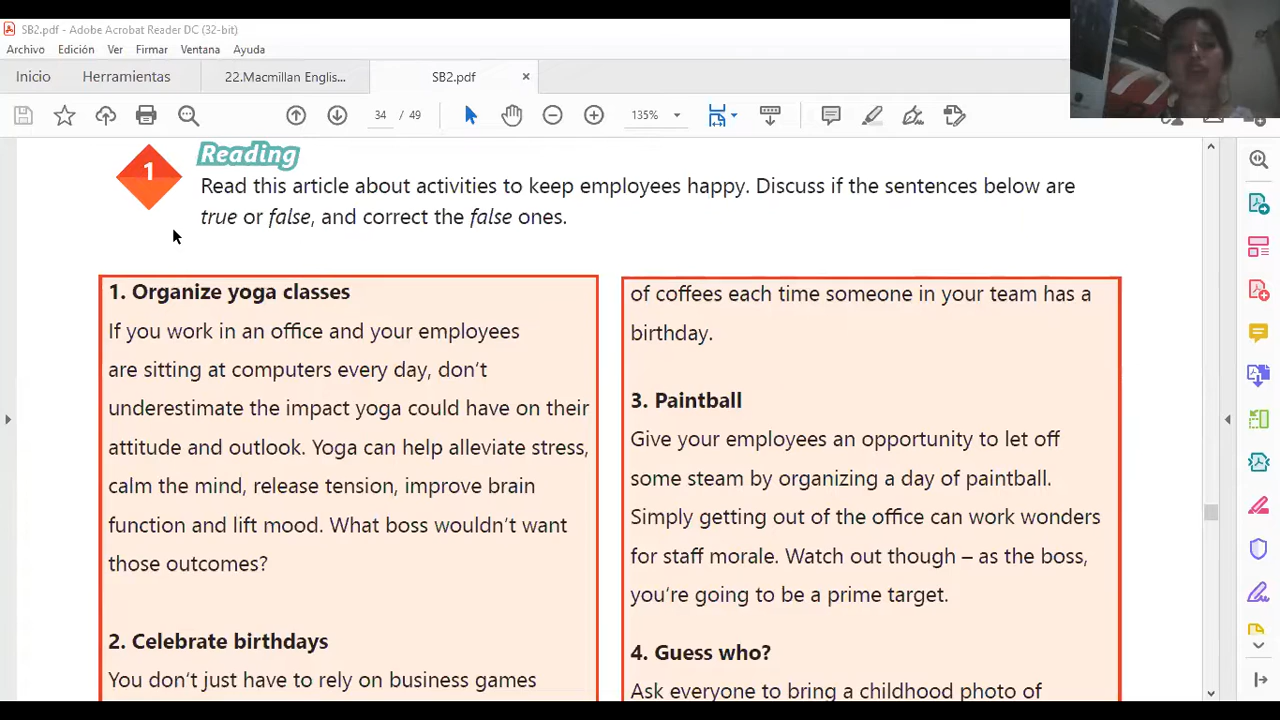 SB2.pdf - Adobe Acrobat Reader DC (32-bit)
Archivo Edición Ver Firmar Ventana Ayuda
Inicio Herramientas 22.Macmillan Englis... SB2.pdf ×
34 / 49 135%
1
Reading
Read this article about activities to keep employees happy. Discuss if the sentences below are
true or false, and correct the false ones.
1. Organize yoga classes
If you work in an office and your employees
are sitting at computers every day, don't
underestimate the impact yoga could have on their
attitude and outlook. Yoga can help alleviate stress,
calm the mind, release tension, improve brain
function and lift mood. What boss wouldn't want
those outcomes?
2. Celebrate birthdays
You don't just have to rely on business games
of coffees each time someone in your team has a
birthday.
3. Paintball
Give your employees an opportunity to let off
some steam by organizing a day of paintball.
Simply getting out of the office can work wonders
for staff morale. Watch out though – as the boss,
you're going to be a prime target.
4. Guess who?
Ask everyone to bring a childhood photo of